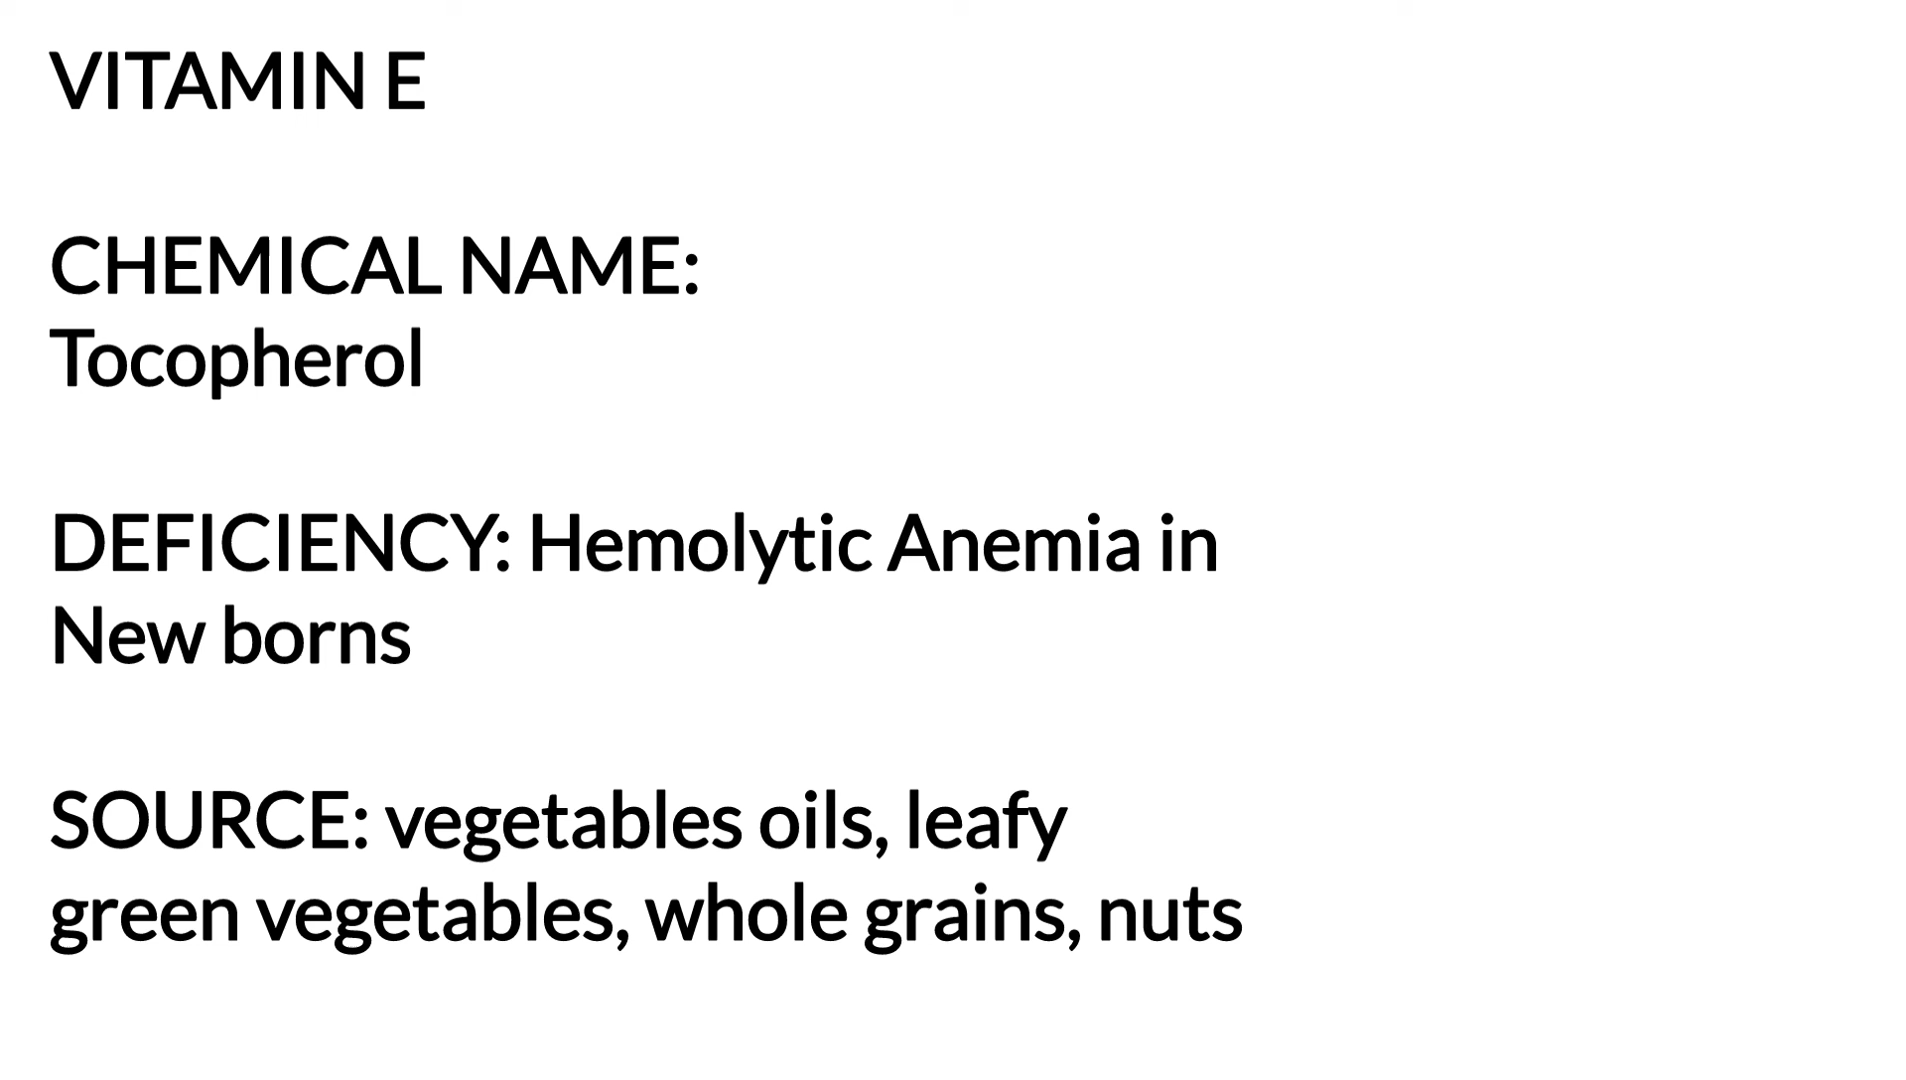 VITAMIN E
CHEMICAL NAME:
Tocopherol
DEFICIENCY: Hemolytic Anemia in
New borns
SOURCE: vegetables oils, leafy
green vegetables, whole grains, nuts